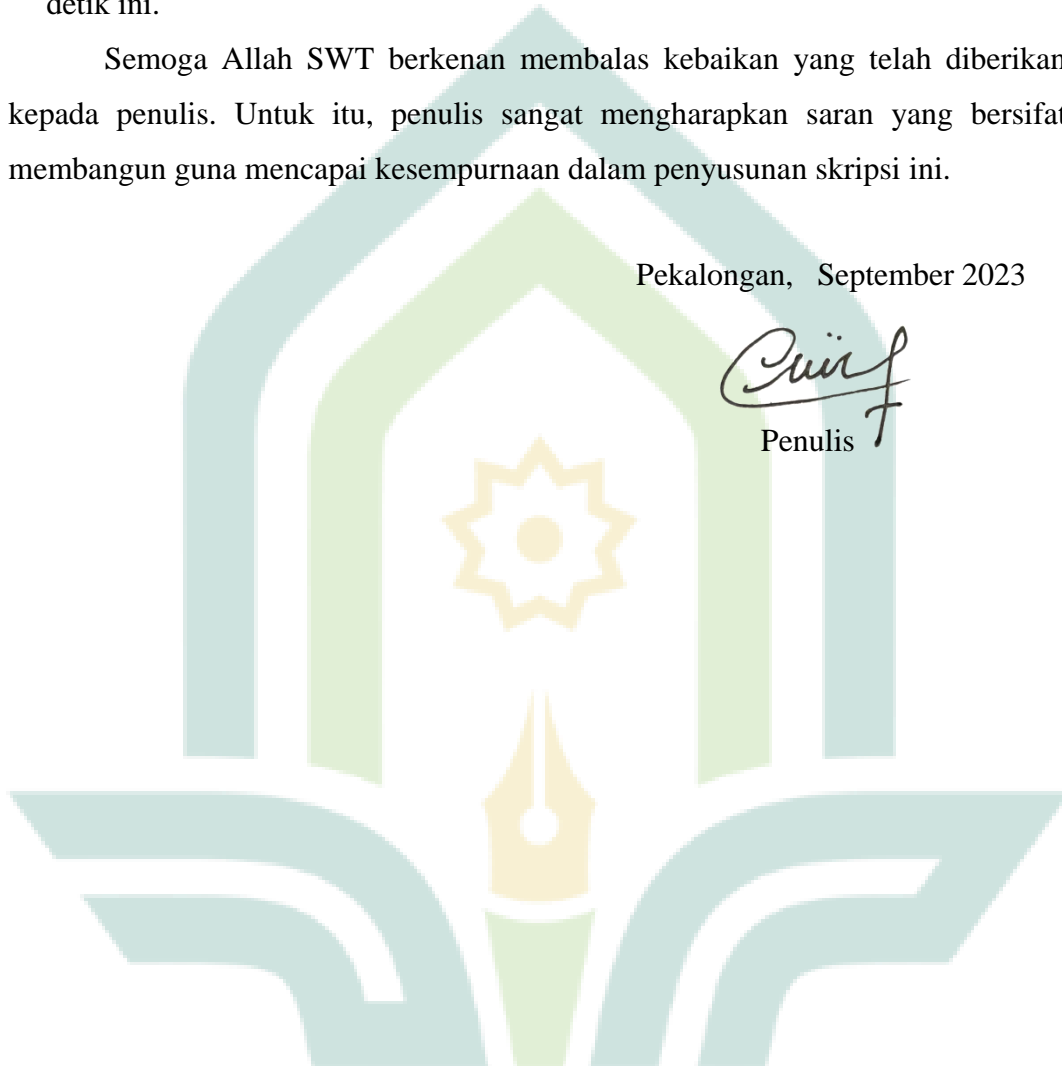 detik ini.
Semoga Allah SWT berkenan membalas kebaikan yang telah diberikan
kepada penulis. Untuk itu, penulis sangat mengharapkan saran yang bersifat
membangun guna mencapai kesempurnaan dalam penyusunan skripsi ini.
Pekalongan, September 2023
Penulis